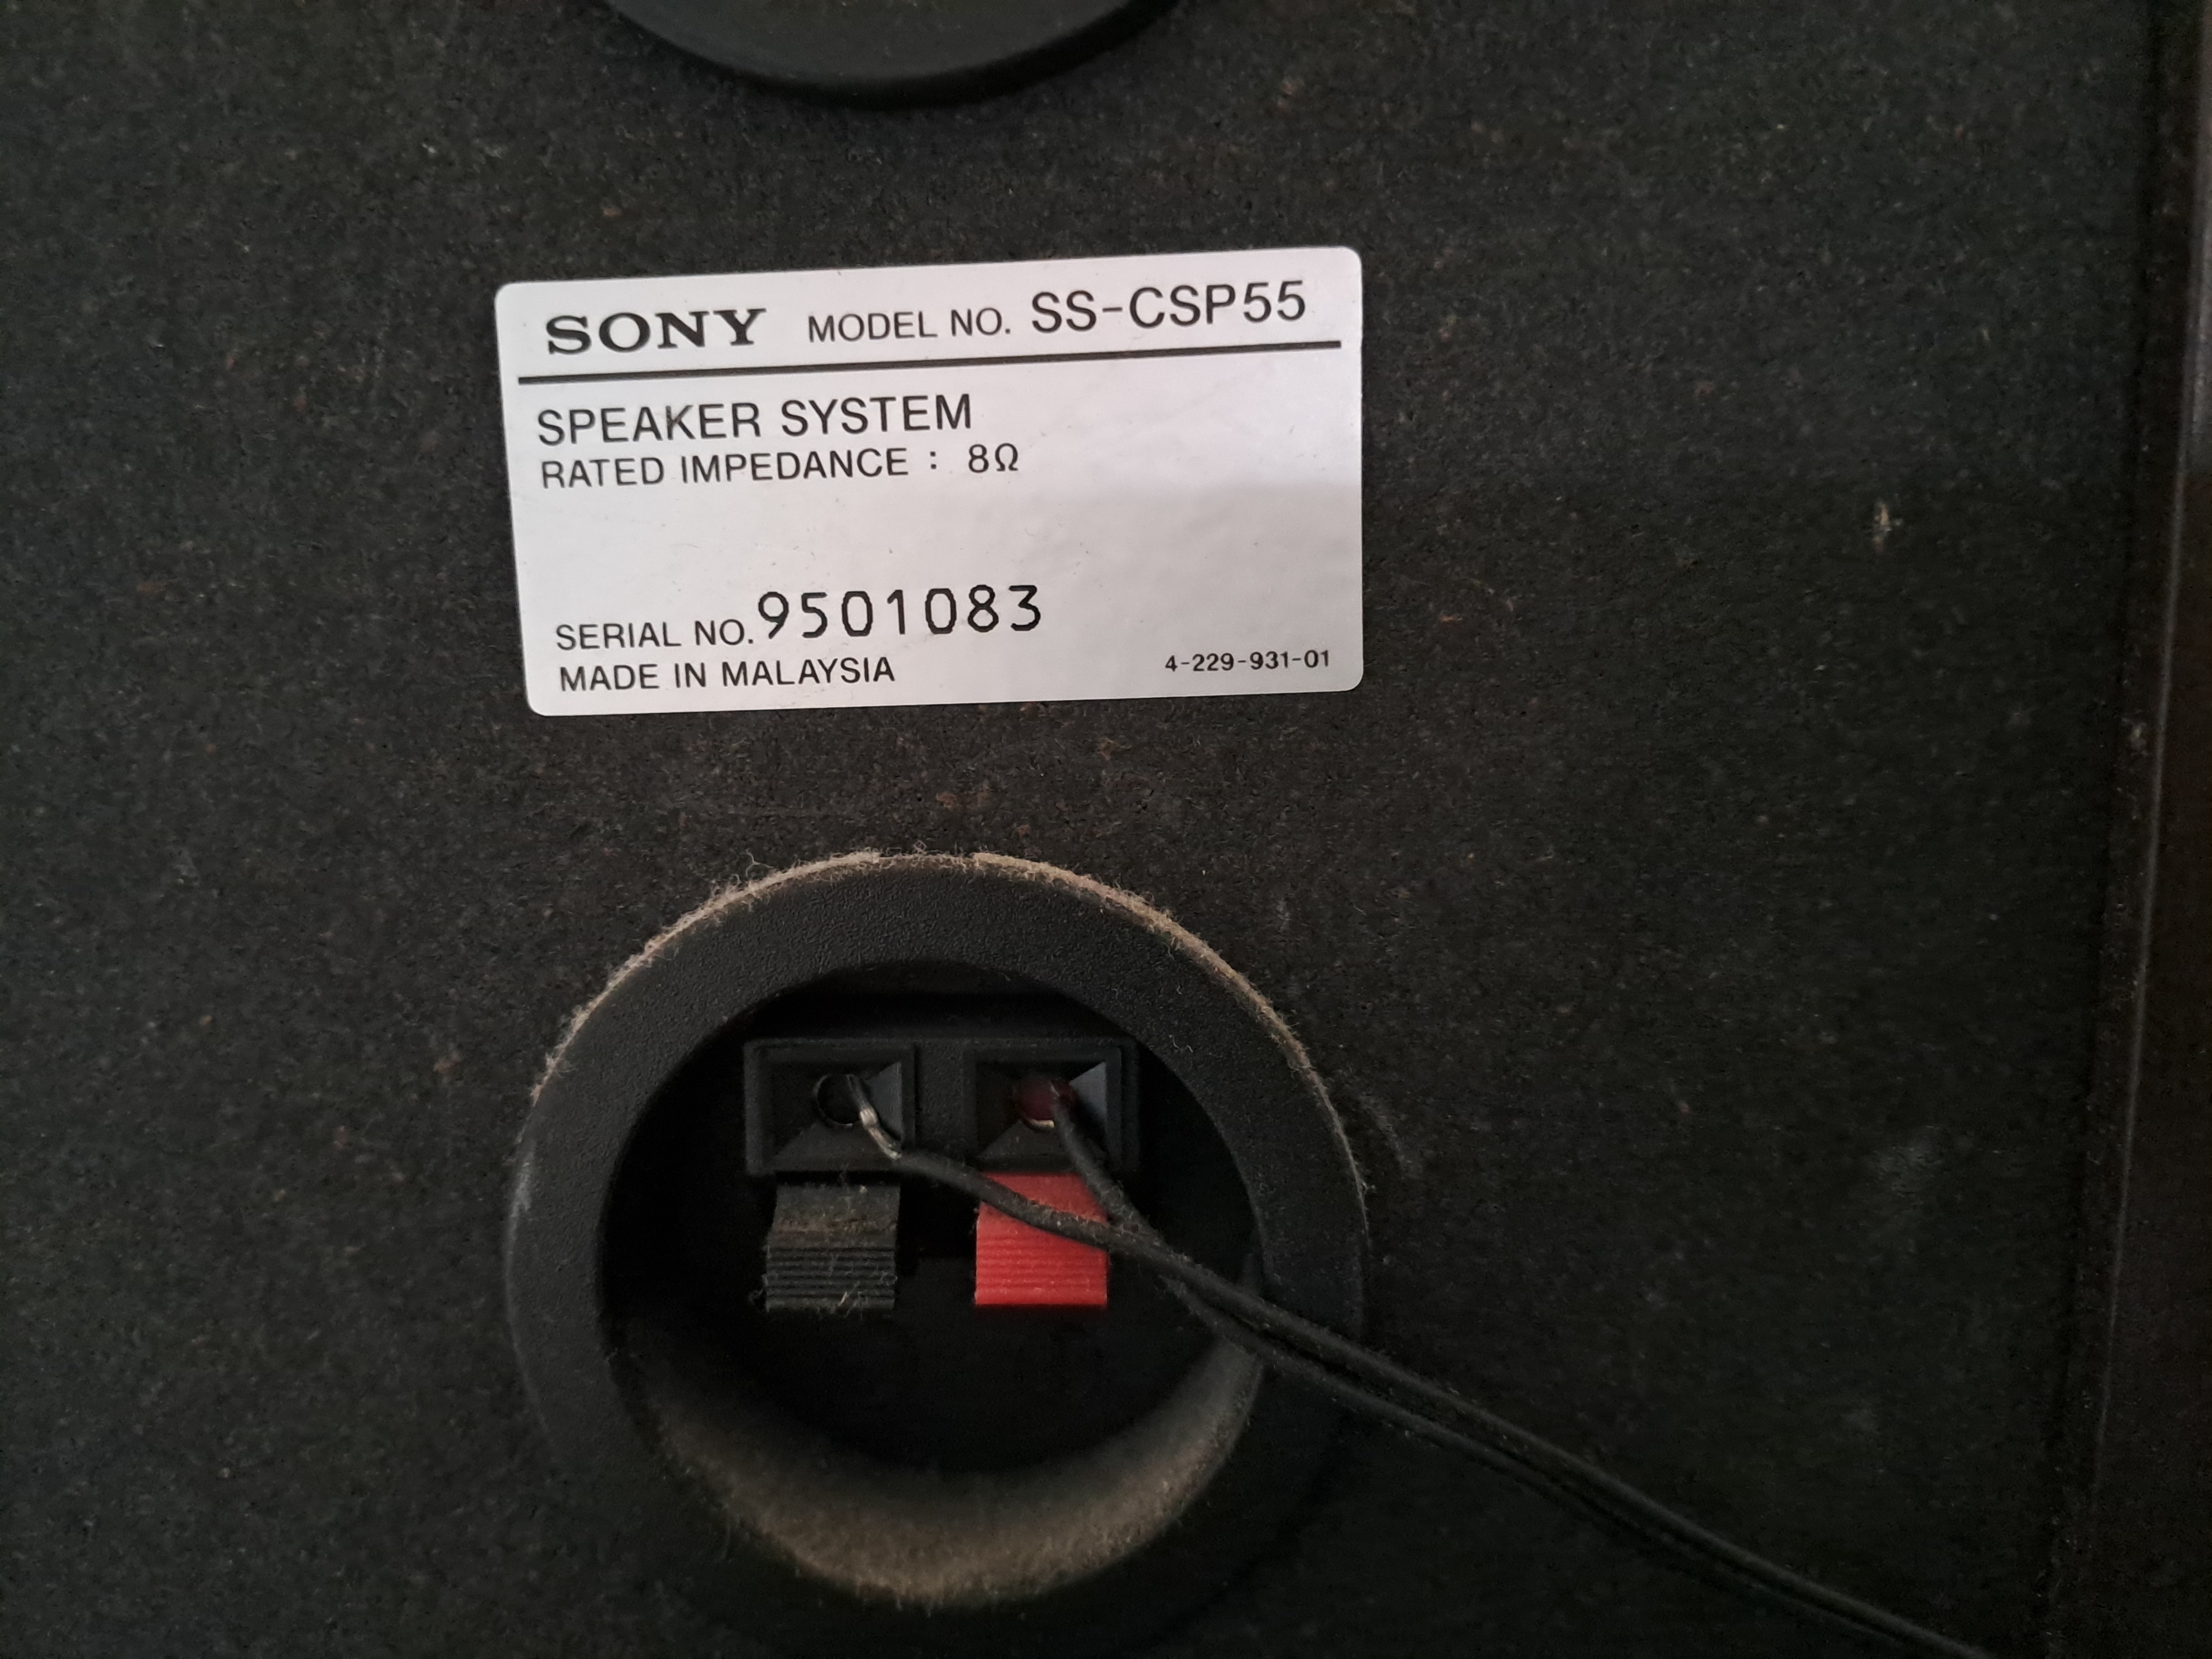 SONY MODEL NO. SS-CSP55
SPEAKER SYSTEM
RATED IMPEDANCE : 8Ω
SERIAL NO. 9501083
MADE IN MALAYSIA 4-229-931-01